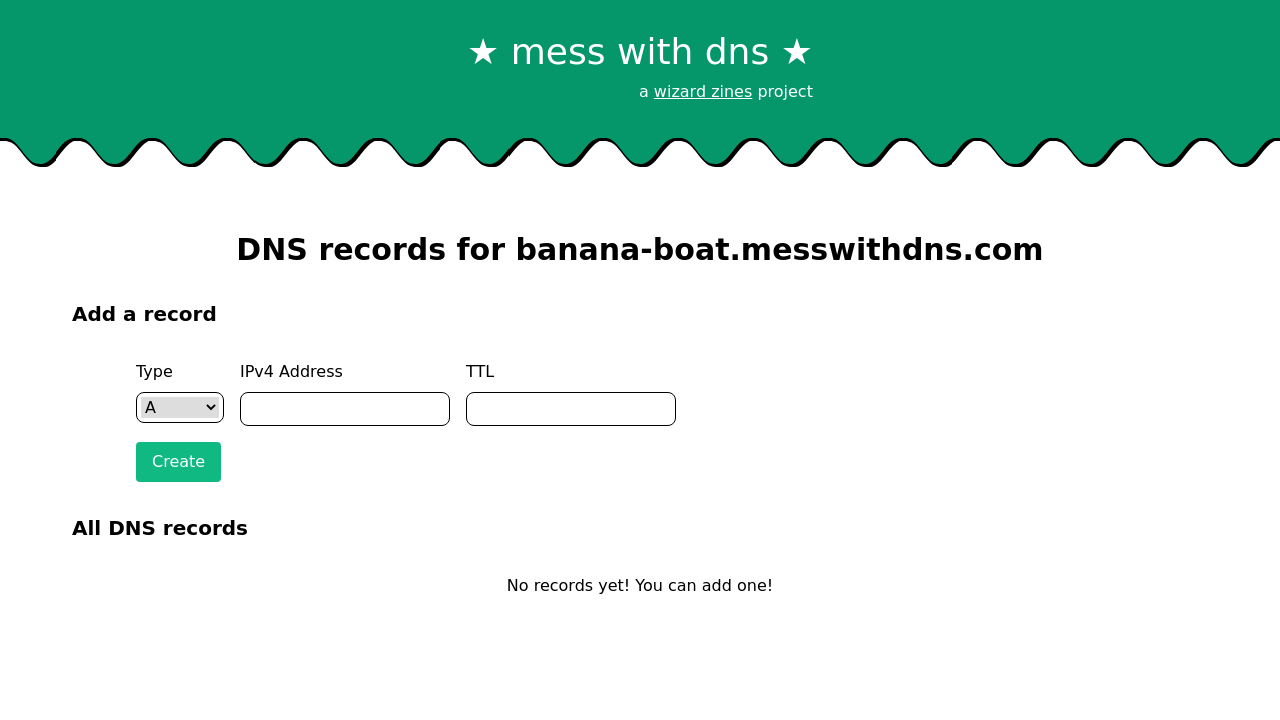 ★ mess with dns ★
a wizard zines project
DNS records for banana-boat.messwithdns.com
Add a record
Type IPv4 Address TTL
A
Create
All DNS records
No records yet! You can add one!